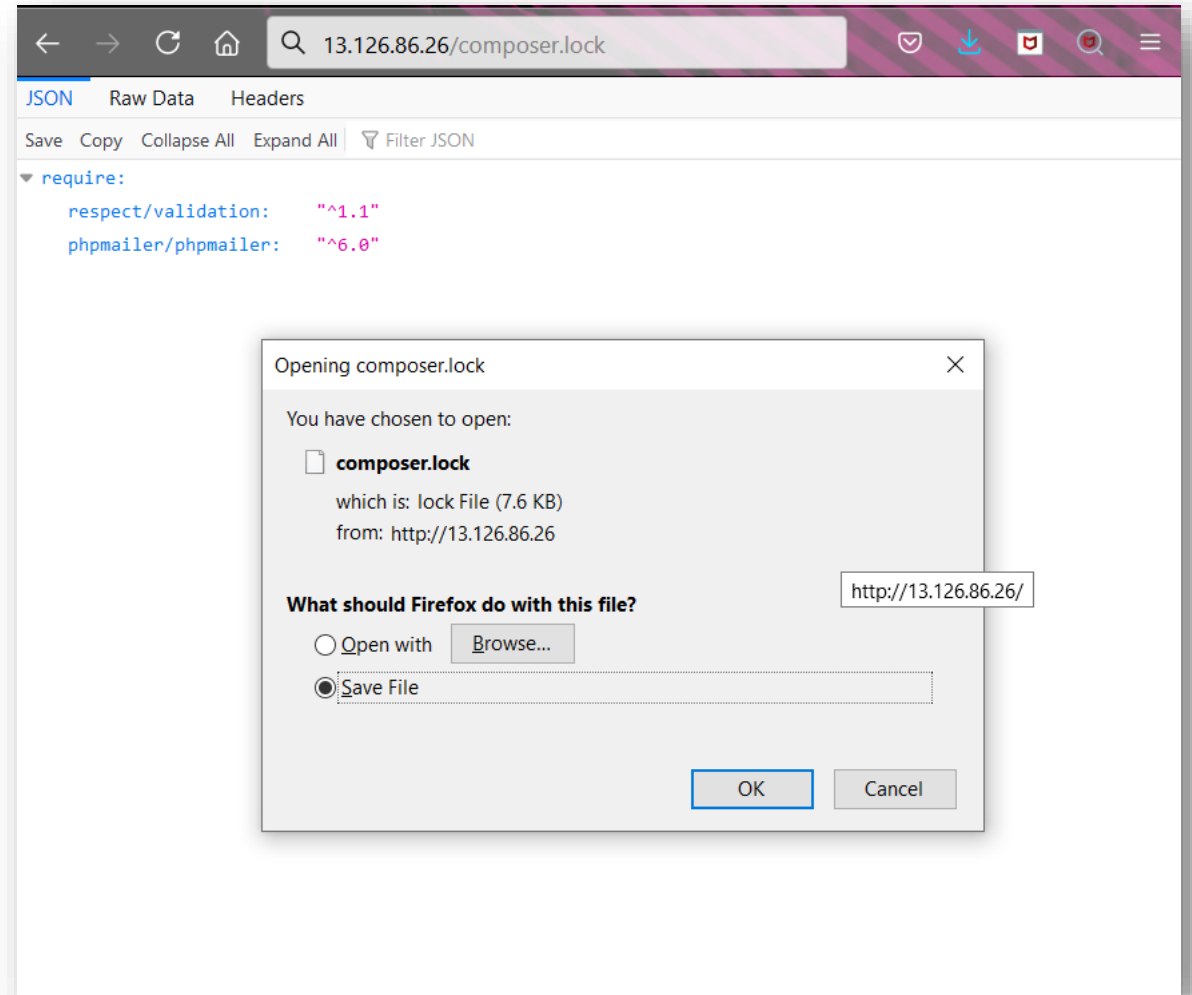 13.126.86.26/composer.lock
JSON Raw Data Headers
Save Copy Collapse All Expand All Filter JSON
require:
respect/validation: "^1.1"
phpmailer/phpmailer: "^6.0"
Opening composer.lock
You have chosen to open:
composer.lock
which is: lock File (7.6 KB)
from: http://13.126.86.26
http://13.126.86.26/
What should Firefox do with this file?
Open with Browse...
Save File
OK Cancel